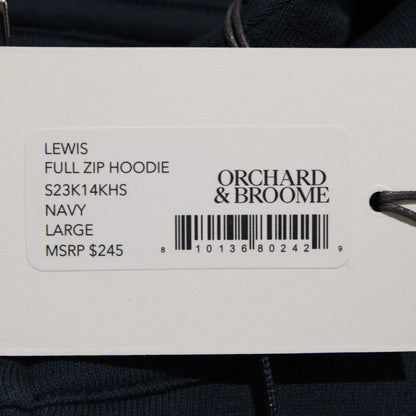 LEWIS
FULL ZIP HOODIE
S23K14KHS
NAVY
LARGE
MSRP $245
ORCHARD
& BROOME
8 10136 80242 9